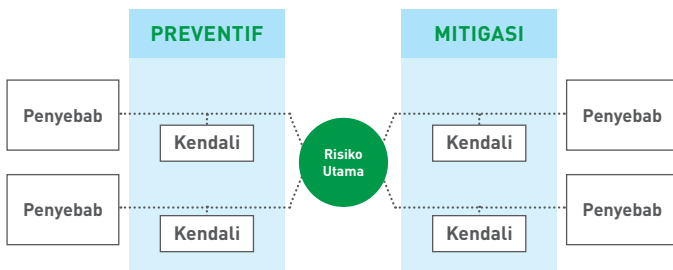 PREVENTIF
MITIGASI
Penyebab
Kendali
Risiko
Utama
Kendali
Penyebab
Penyebab
Kendali
Kendali
Penyebab